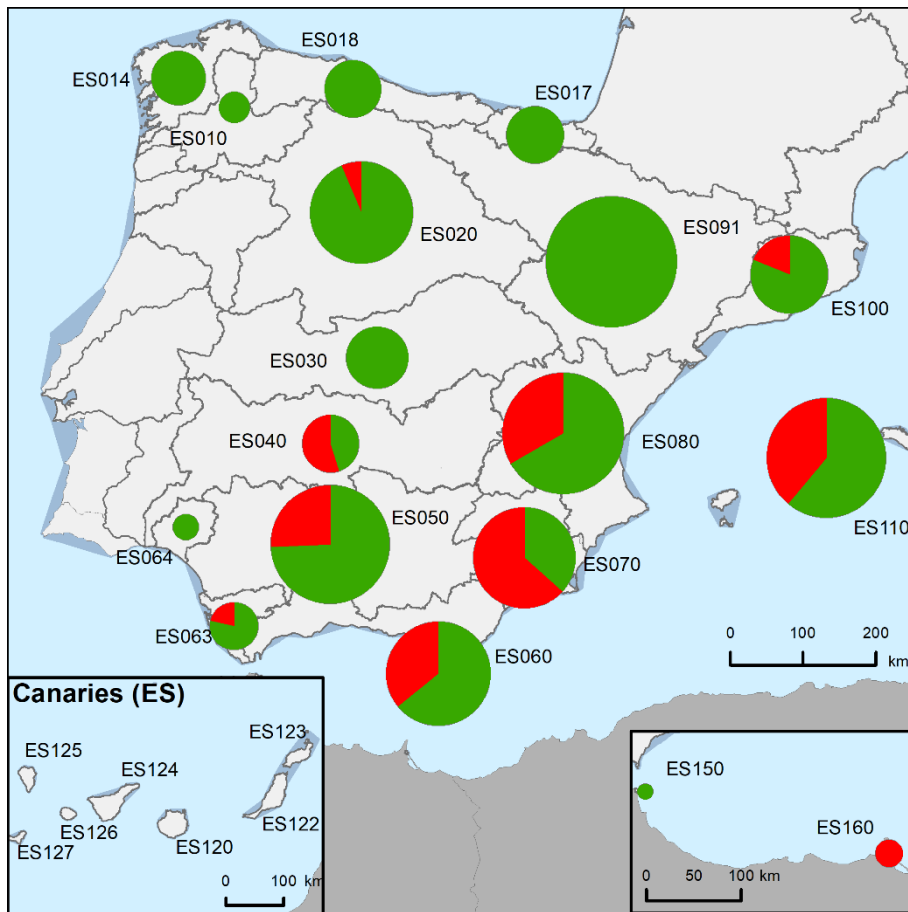 ES018
ES014
ES017
ES010
ES020
ES091
ES100
ES030
ES040
ES080
ES050
ES110
ES064
ES070
ES063
ES060
0 100 200
km
Canaries (ES)
ES123
ES125
ES124
ES126
ES120
ES122
ES127
0 100 km
ES150
ES160
0 50 100
km